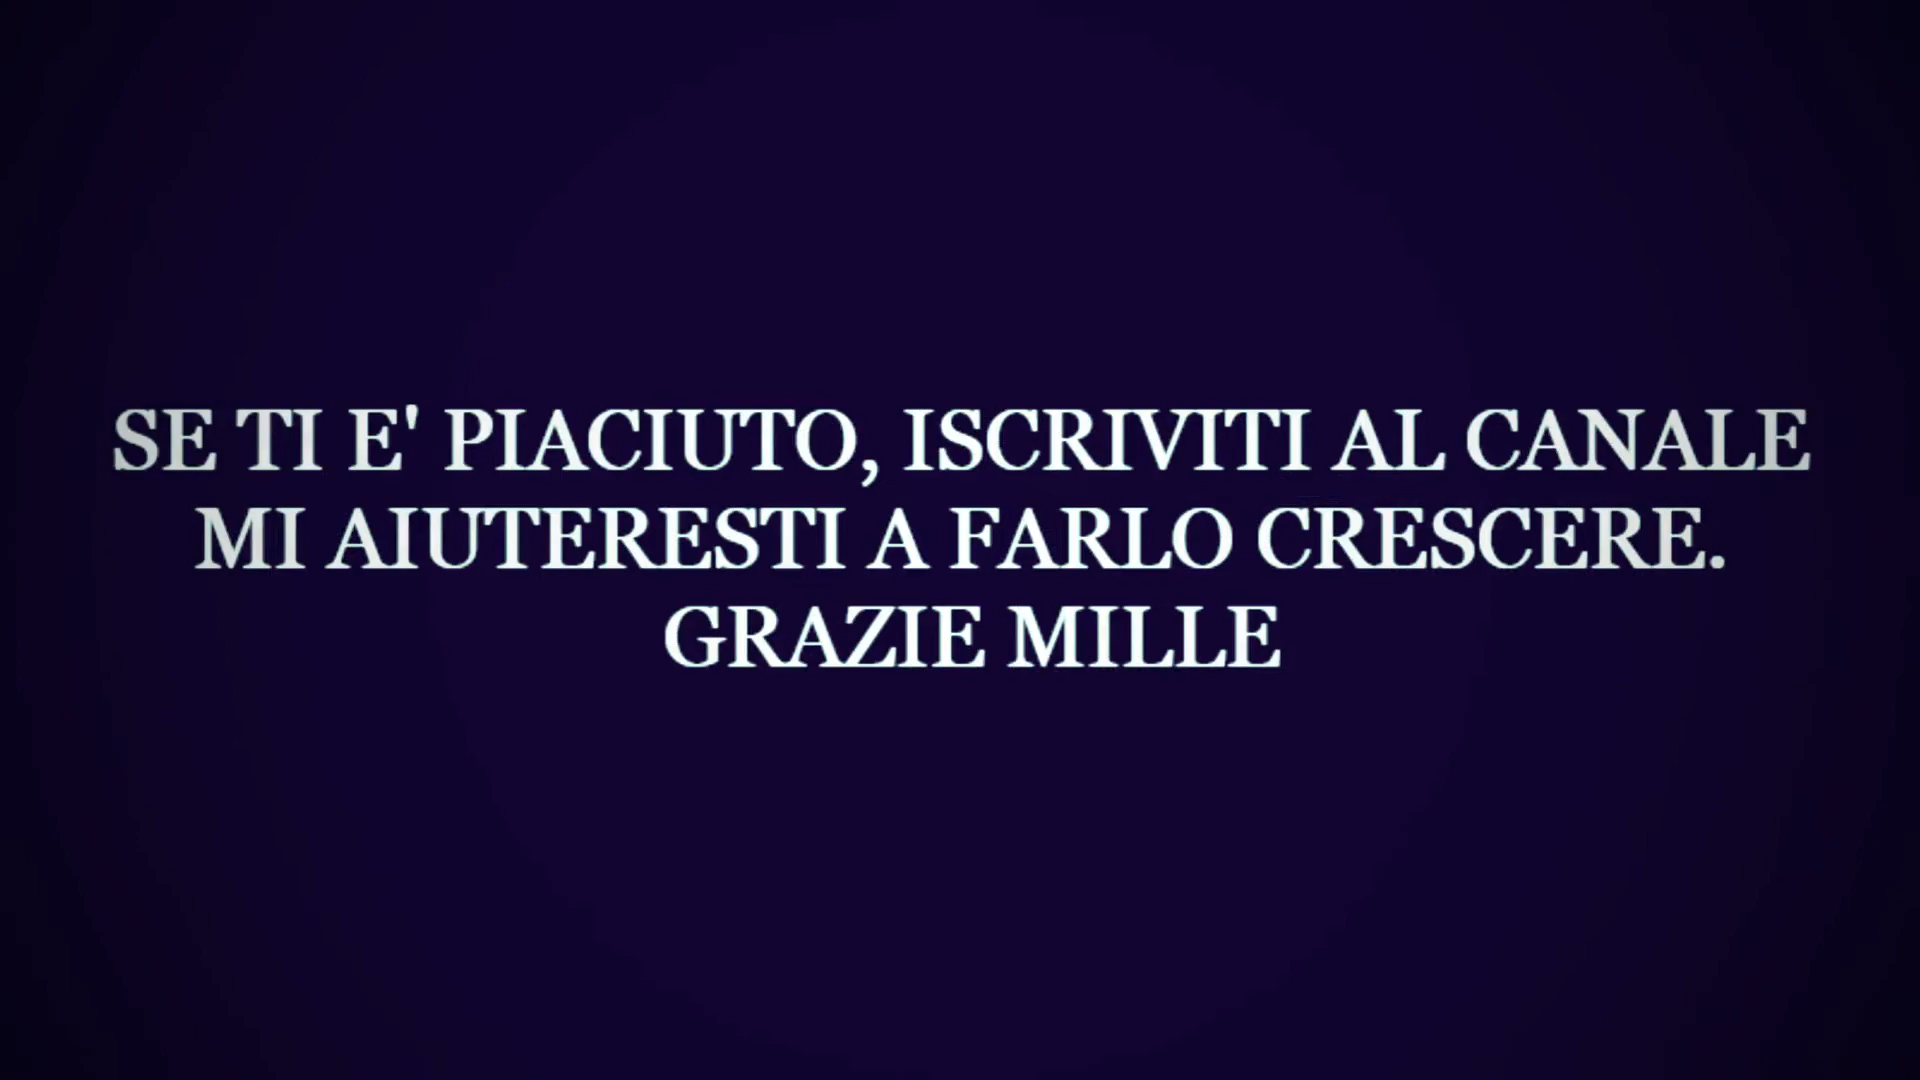 SE TI E' PIACIUTO, ISCRIVITI AL CANALE
MI AIUTERESTI A FARLO CRESCERE.
GRAZIE MILLE